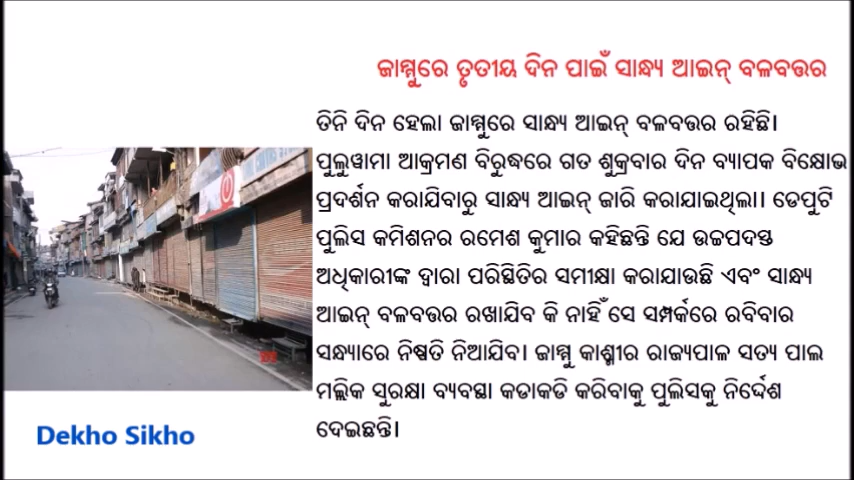 ଜାମ୍ମୁରେ ତୃତୀୟ ଦିନ ପାଇଁ ସାନ୍ଧ୍ୟ ଆଇନ୍ ବଳବତ୍ତର
ତିନି ଦିନ ହେଲା ଜାମ୍ମୁରେ ସାନ୍ଧ୍ୟ ଆଇନ୍ ବଳବତ୍ତର ରହିଛି।
ପୁଲୁୱାମା ଆକ୍ରମଣ ବିରୁଦ୍ଧରେ ଗତ ଶୁକ୍ରବାର ଦିନ ବ୍ୟାପକ ବିକ୍ଷୋଭ
ପ୍ରଦର୍ଶନ କରାଯିବାରୁ ସାନ୍ଧ୍ୟ ଆଇନ୍ ଜାରି କରାଯାଇଥିଲା। ଡେପୁଟି
ପୁଲିସ କମିଶନର ରମେଶ କୁମାର କହିଛନ୍ତି ଯେ ଉଚ୍ଚପଦସ୍ତ
ଅଧିକାରୀଙ୍କ ଦ୍ୱାରା ପରିସ୍ଥିତିର ସମୀକ୍ଷା କରାଯାଉଛି ଏବଂ ସାନ୍ଧ୍ୟ
ଆଇନ୍ ବଳବତ୍ତର ରଖାଯିବ କି ନାହିଁ ସେ ସମ୍ପର୍କରେ ରବିବାର
ସନ୍ଧ୍ୟାରେ ନିଷ୍ପତି ନିଆଯିବ। ଜାମ୍ମୁ କାଶ୍ମୀର ରାଜ୍ୟପାଳ ସତ୍ୟ ପାଲ
ମଲ୍ଲିକ ସୁରକ୍ଷା ବ୍ୟବସ୍ଥା କଡାକଡି କରିବାକୁ ପୁଲିସକୁ ନିର୍ଦ୍ଦେଶ
ଦେଇଛନ୍ତି।
Dekho Sikho